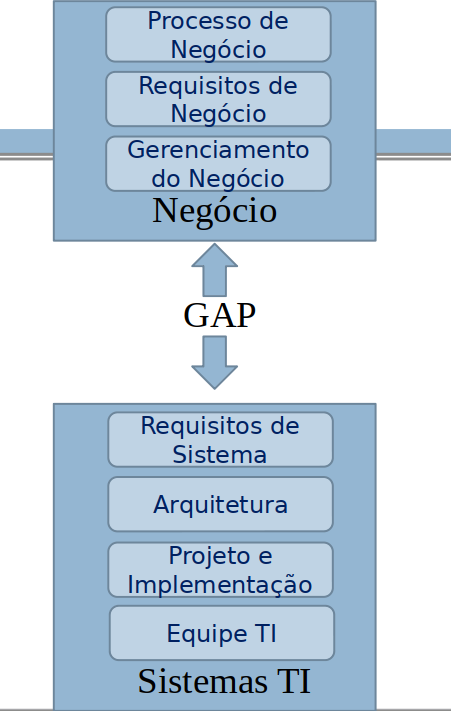 Processo de
Negócio
Requisitos de
Negócio
Gerenciamento
do Negócio
Negócio
GAP
Requisitos de
Sistema
Arquitetura
Projeto e
Implementação
Equipe TI
Sistemas TI